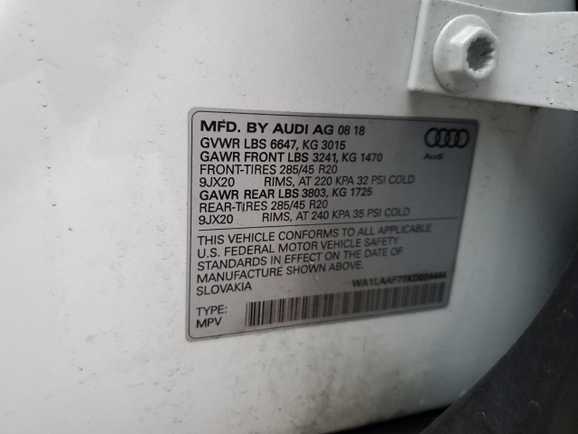 MFD. BY AUDI AG 08 18
GVWR LBS 6647, KG 3015
GAWR FRONT LBS 3241, KG 1470
FRONT-TIRES 285/45 R20
9JX20 RIMS, AT 220 KPA 32 PSI COLD
GAWR REAR LBS 3803, KG 1725
REAR-TIRES 285/45 R20
9JX20 RIMS, AT 240 KPA 35 PSI COLD
Audi
THIS VEHICLE CONFORMS TO ALL APPLICABLE
U.S. FEDERAL MOTOR VEHICLE SAFETY
STANDARDS IN EFFECT ON THE DATE OF
MANUFACTURE SHOWN ABOVE.
SLOVAKIA
TYPE:
MPV